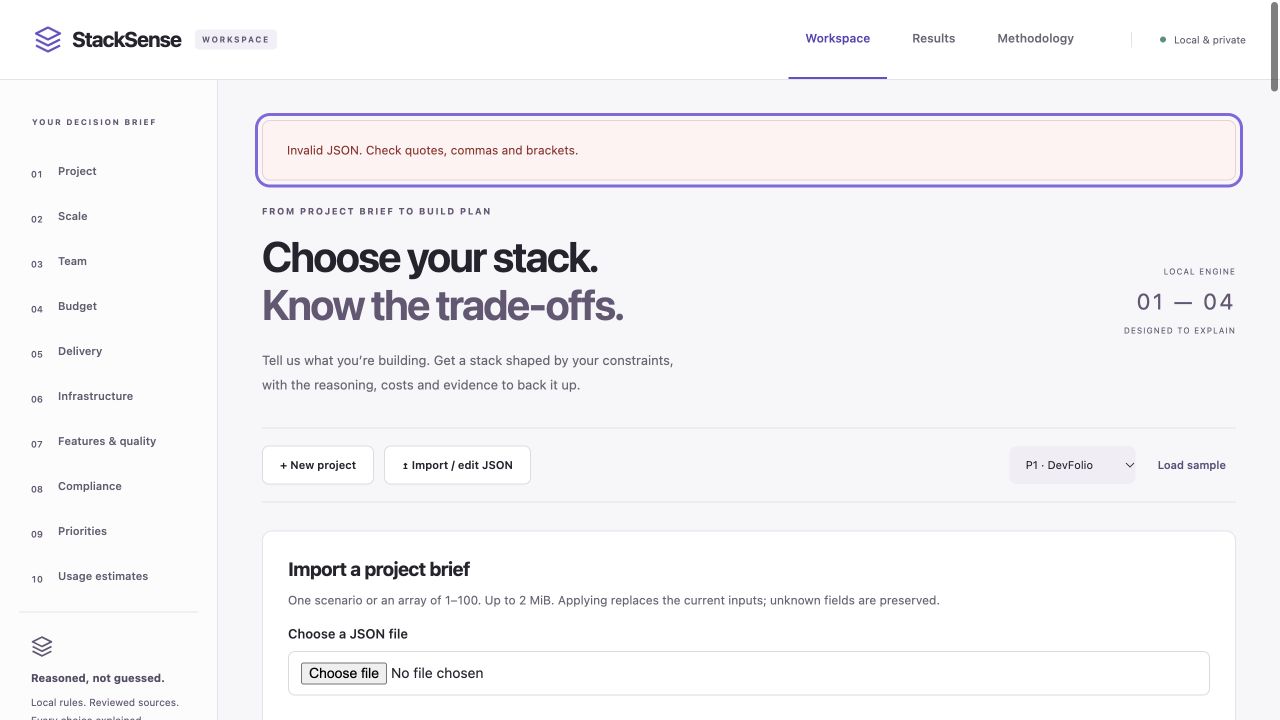 StackSense
WORKSPACE
Workspace
Results
Methodology
Local & private
YOUR DECISION BRIEF
01 Project
02 Scale
03 Team
04 Budget
05 Delivery
06 Infrastructure
07 Features & quality
08 Compliance
09 Priorities
10 Usage estimates
Reasoned, not guessed.
Local rules. Reviewed sources.
Every choice explained.
Invalid JSON. Check quotes, commas and brackets.
FROM PROJECT BRIEF TO BUILD PLAN
Choose your stack.
Know the trade-offs.
Tell us what you’re building. Get a stack shaped by your constraints,
with the reasoning, costs and evidence to back it up.
LOCAL ENGINE
01 — 04
DESIGNED TO EXPLAIN
+ New project
↥ Import / edit JSON
P1 · DevFolio
Load sample
Import a project brief
One scenario or an array of 1–100. Up to 2 MiB. Applying replaces the current inputs; unknown fields are preserved.
Choose a JSON file
Choose file No file chosen